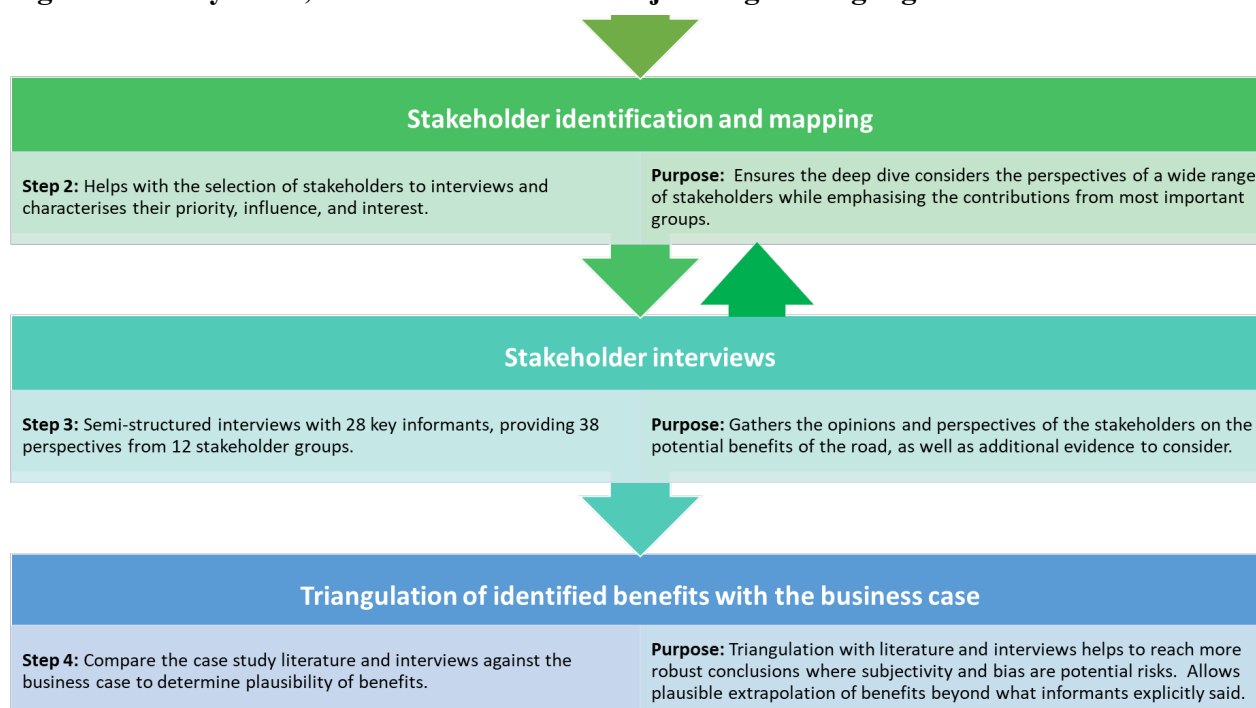 Stakeholder identification and mapping
Step 2: Helps with the selection of stakeholders to interviews and
characterises their priority, influence, and interest.
Purpose: Ensures the deep dive considers the perspectives of a wide range
of stakeholders while emphasising the contributions from most important
groups.
Stakeholder interviews
Step 3: Semi-structured interviews with 28 key informants, providing 38
perspectives from 12 stakeholder groups.
Purpose: Gathers the opinions and perspectives of the stakeholders on the
potential benefits of the road, as well as additional evidence to consider.
Triangulation of identified benefits with the business case
Step 4: Compare the case study literature and interviews against the
business case to determine plausibility of benefits.
Purpose: Triangulation with literature and interviews helps to reach more
robust conclusions where subjectivity and bias are potential risks. Allows
plausible extrapolation of benefits beyond what informants explicitly said.